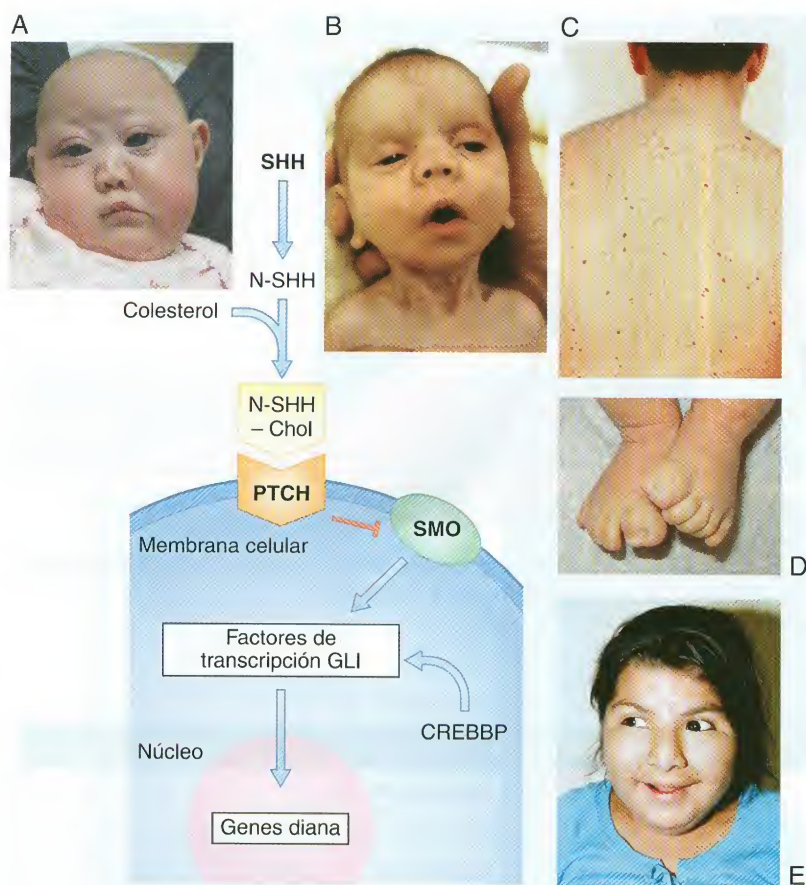 A
B
C
SHH
N-SHH
Colesterol
N-SHH
– Chol
PTCH
SMO
Membrana celular
D
Factores de
transcripción GLI
CREBBP
Núcleo
Genes diana
E